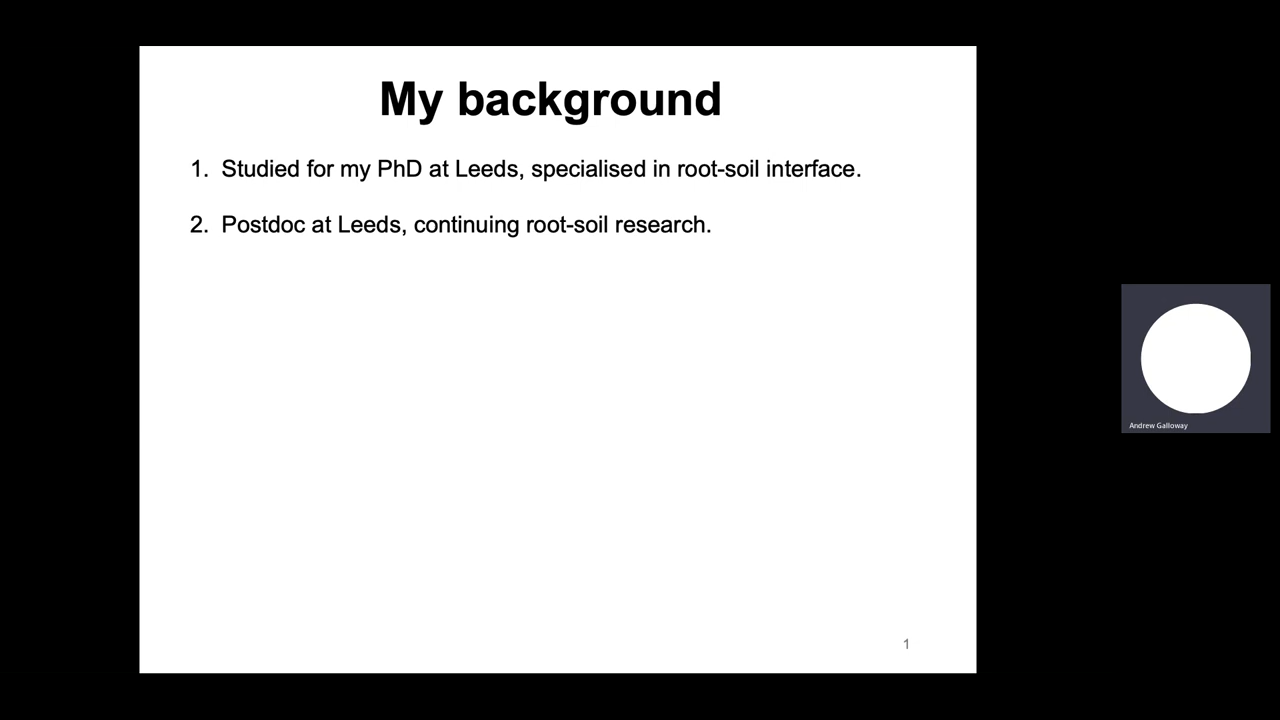 My background
1. Studied for my PhD at Leeds, specialised in root-soil interface.
2. Postdoc at Leeds, continuing root-soil research.
Andrew Galloway
1